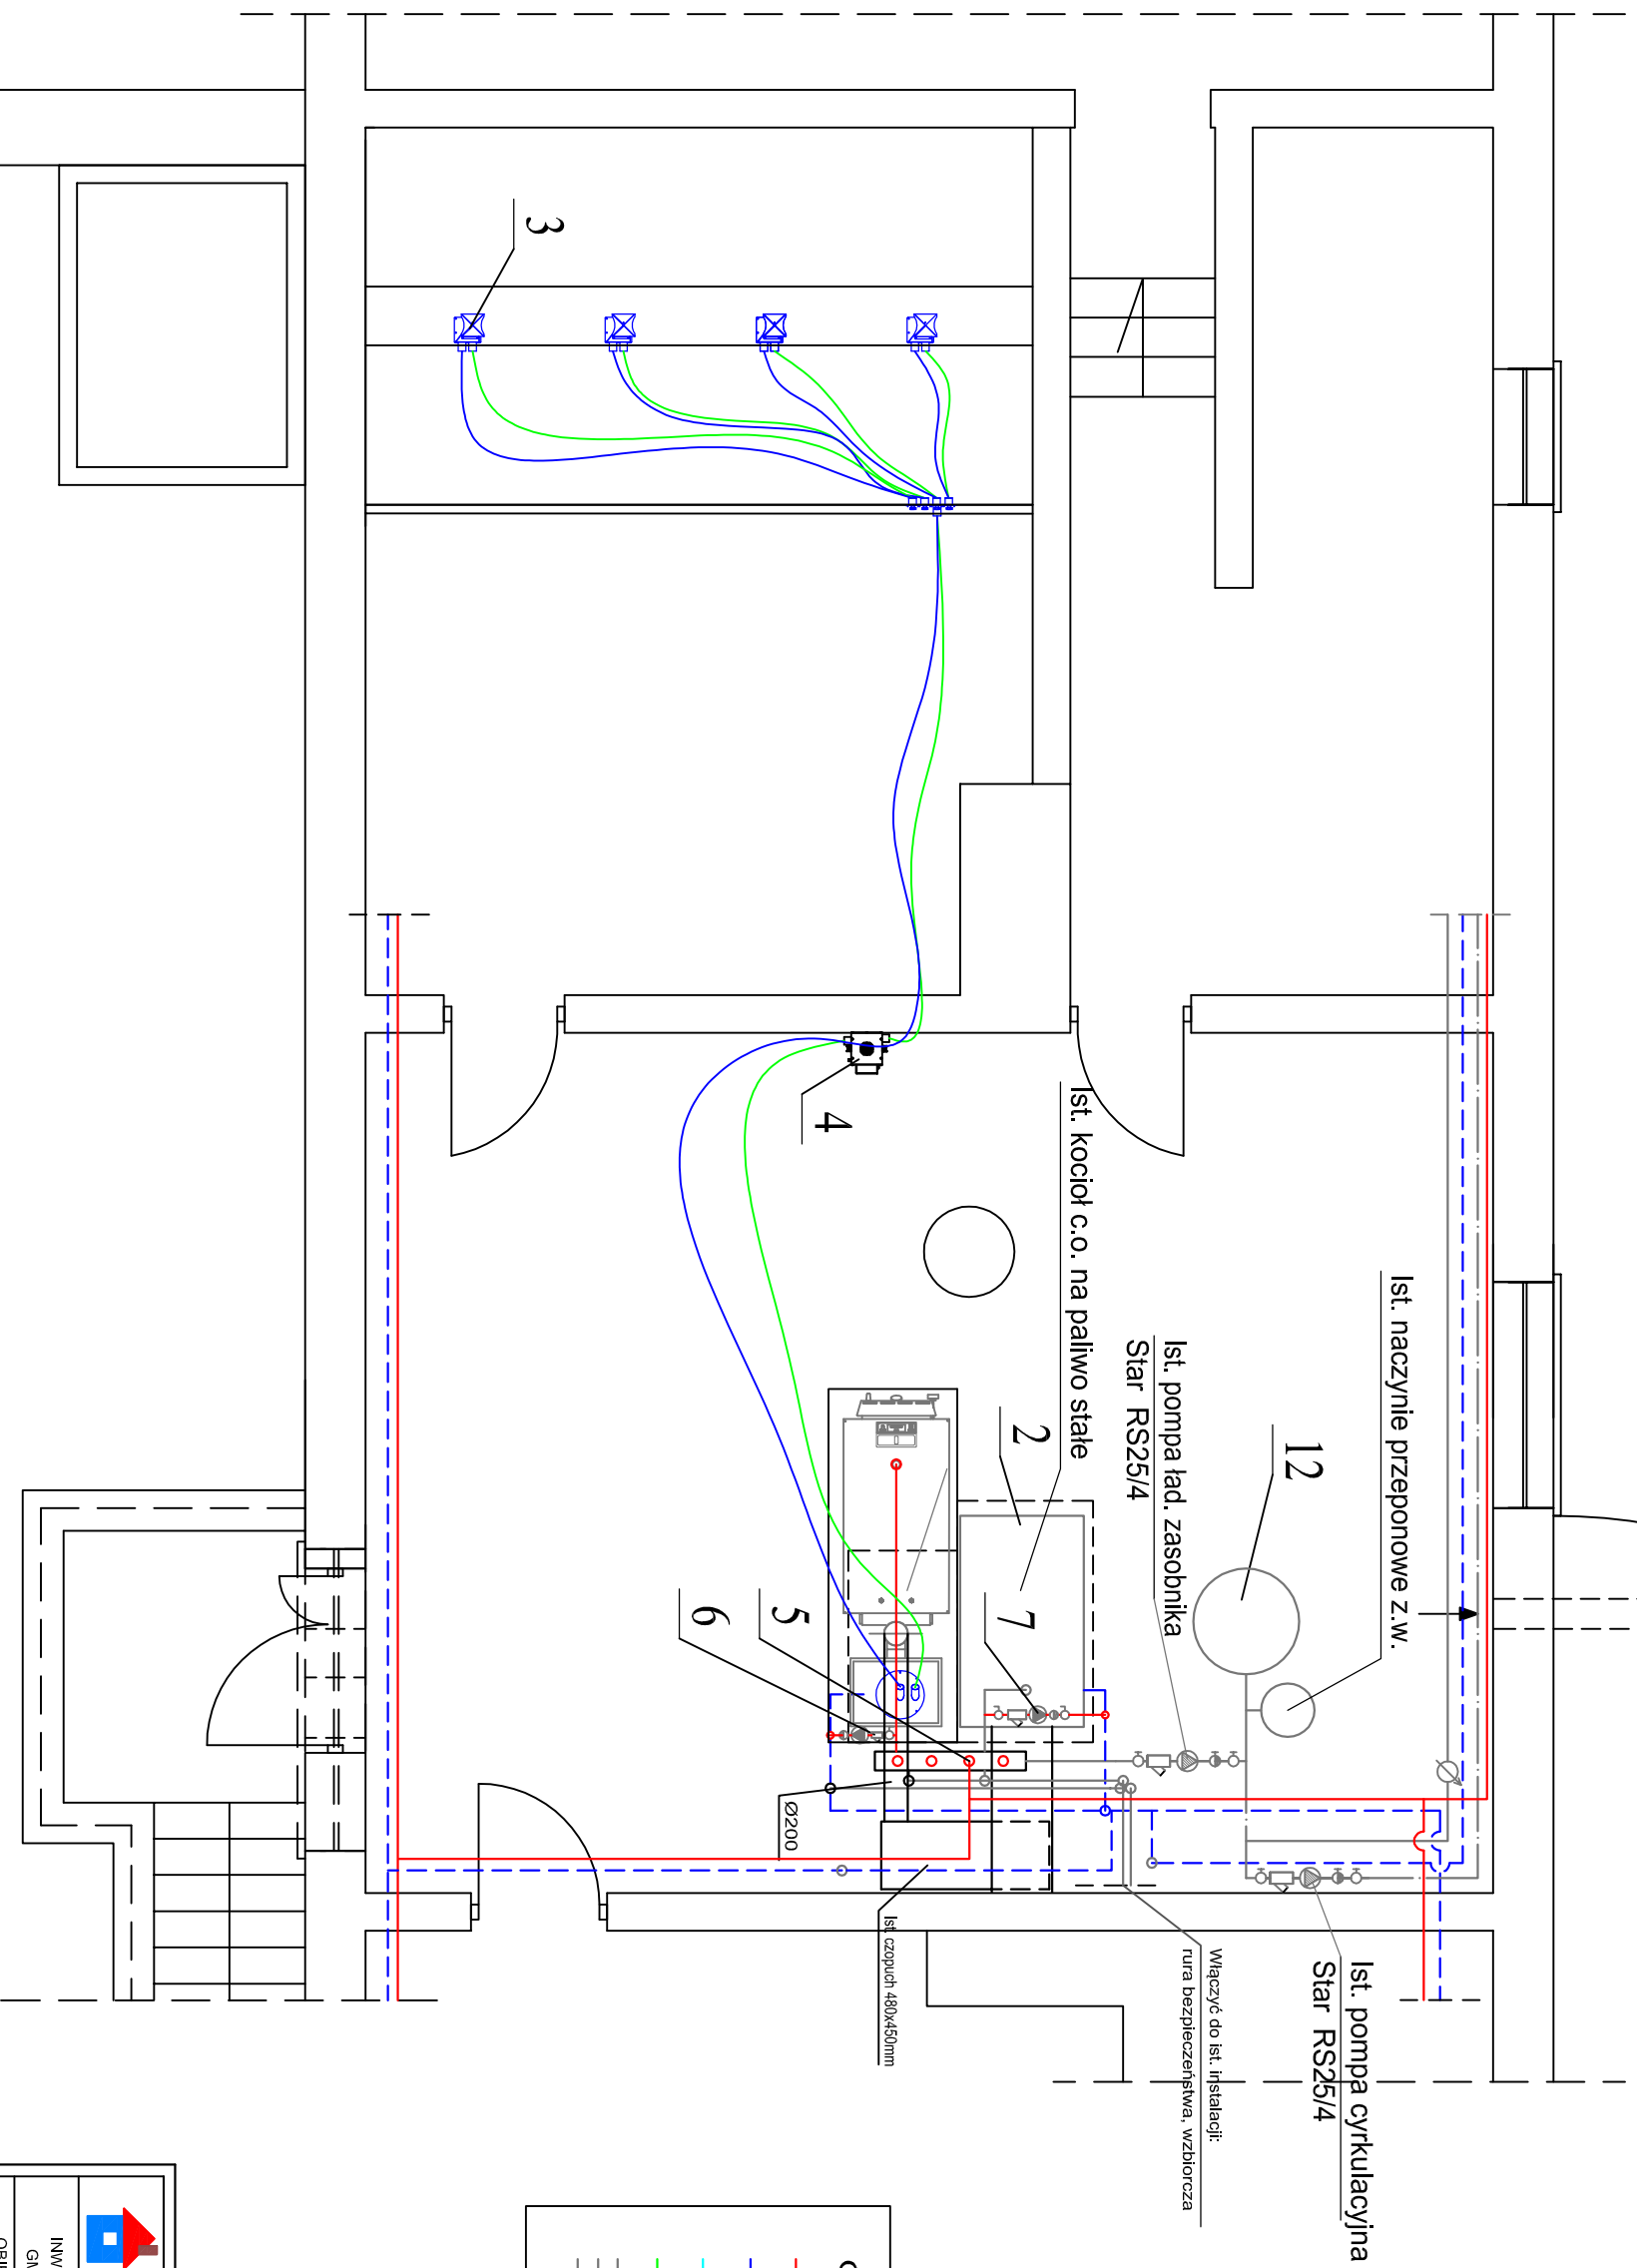 3
4
Ist. kocioł c.o. na paliwo stałe
2
Ist. pompa ład. zasobnika
Star RS25/4
12
Ist. naczynie przeponowe z.w.
7
5
6
Ø200
Ist. czopuch 480x450mm
Włączyć do ist. instalacji:
rura bezpieczeństwa, wzbiorcza
Ist. pompa cyrkulacyjna
Star RS25/4